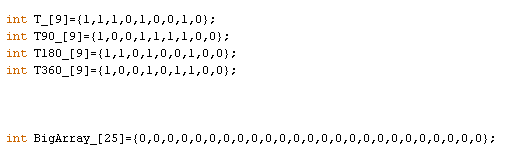 int T_[9]={1,1,1,0,1,0,0,1,0};
int T90_[9]={1,0,0,1,1,1,1,0,0};
int T180_[9]={1,1,0,1,0,0,1,0,0};
int T360_[9]={1,0,0,1,0,1,1,0,0};
int BigArray_[25]={0,0,0,0,0,0,0,0,0,0,0,0,0,0,0,0,0,0,0,0,0,0,0,0,0};